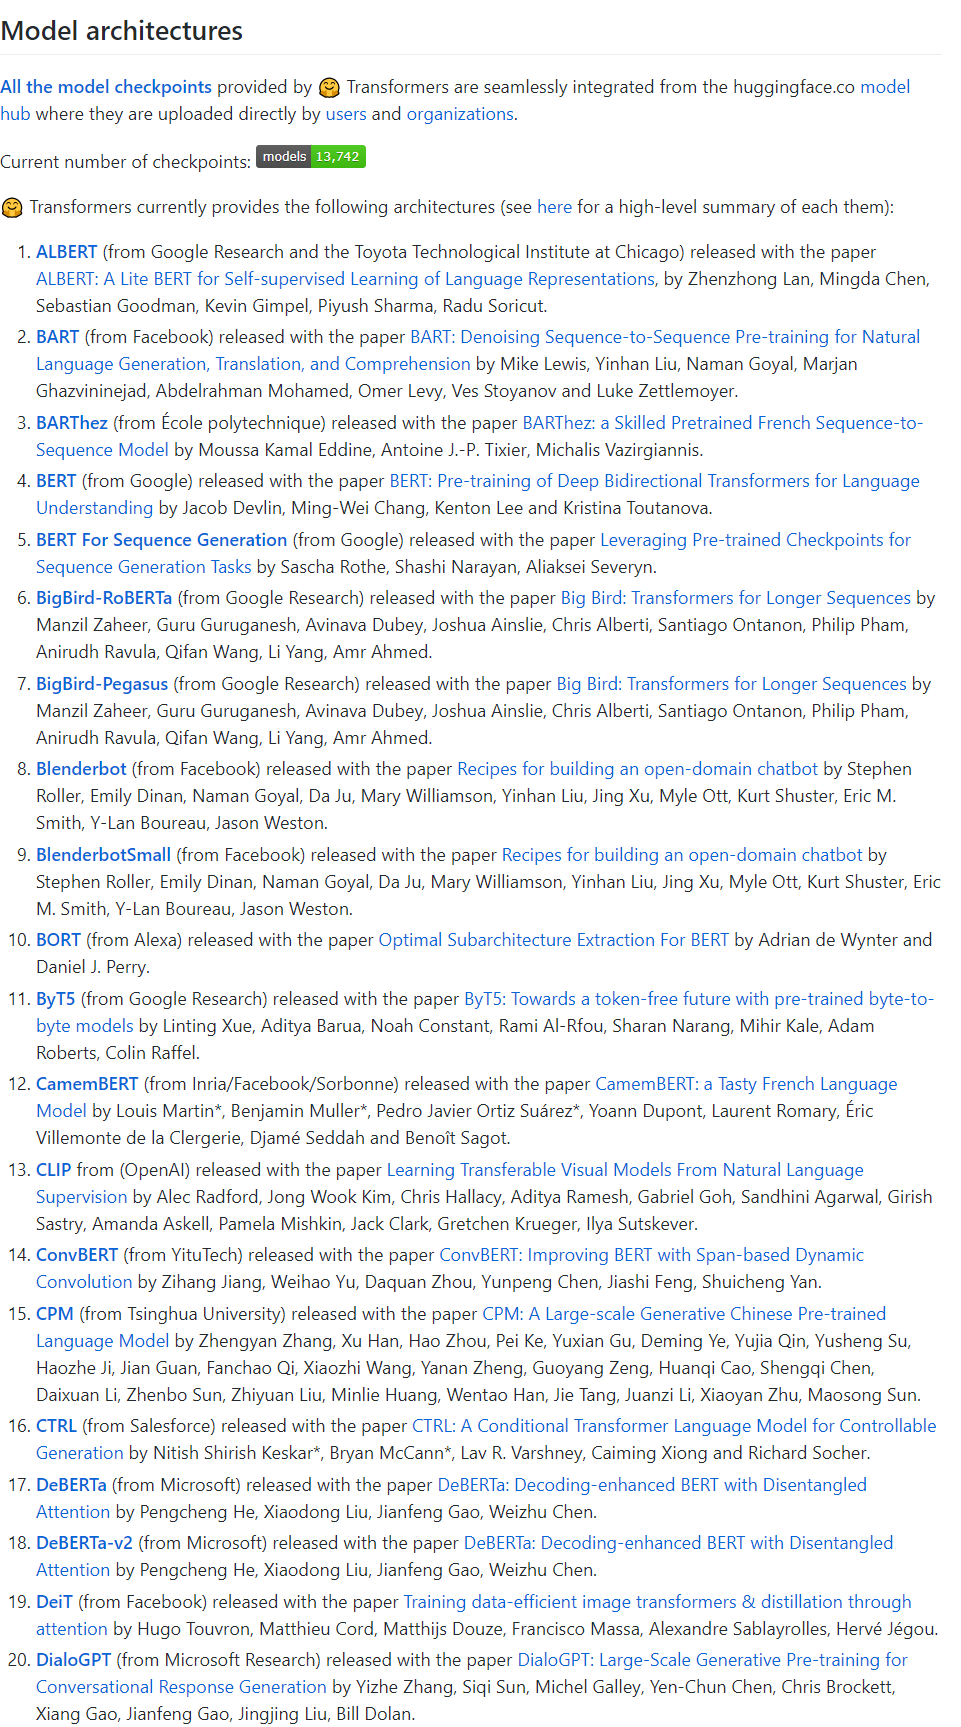 Model architectures
All the model checkpoints provided by 🤗 Transformers are seamlessly integrated from the huggingface.co model
hub where they are uploaded directly by users and organizations.
Current number of checkpoints: models 13,742
🤗 Transformers currently provides the following architectures (see here for a high-level summary of each them):
1. ALBERT (from Google Research and the Toyota Technological Institute at Chicago) released with the paper
ALBERT: A Lite BERT for Self-supervised Learning of Language Representations, by Zhenzhong Lan, Mingda Chen,
Sebastian Goodman, Kevin Gimpel, Piyush Sharma, Radu Soricut.
2. BART (from Facebook) released with the paper BART: Denoising Sequence-to-Sequence Pre-training for Natural
Language Generation, Translation, and Comprehension by Mike Lewis, Yinhan Liu, Naman Goyal, Marjan
Ghazvininejad, Abdelrahman Mohamed, Omer Levy, Ves Stoyanov and Luke Zettlemoyer.
3. BARThez (from École polytechnique) released with the paper BARThez: a Skilled Pretrained French Sequence-to-
Sequence Model by Moussa Kamal Eddine, Antoine J.-P. Tixier, Michalis Vazirgiannis.
4. BERT (from Google) released with the paper BERT: Pre-training of Deep Bidirectional Transformers for Language
Understanding by Jacob Devlin, Ming-Wei Chang, Kenton Lee and Kristina Toutanova.
5. BERT For Sequence Generation (from Google) released with the paper Leveraging Pre-trained Checkpoints for
Sequence Generation Tasks by Sascha Rothe, Shashi Narayan, Aliaksei Severyn.
6. BigBird-RoBERTa (from Google Research) released with the paper Big Bird: Transformers for Longer Sequences by
Manzil Zaheer, Guru Guruganesh, Avinava Dubey, Joshua Ainslie, Chris Alberti, Santiago Ontanon, Philip Pham,
Anirudh Ravula, Qifan Wang, Li Yang, Amr Ahmed.
7. BigBird-Pegasus (from Google Research) released with the paper Big Bird: Transformers for Longer Sequences by
Manzil Zaheer, Guru Guruganesh, Avinava Dubey, Joshua Ainslie, Chris Alberti, Santiago Ontanon, Philip Pham,
Anirudh Ravula, Qifan Wang, Li Yang, Amr Ahmed.
8. Blenderbot (from Facebook) released with the paper Recipes for building an open-domain chatbot by Stephen
Roller, Emily Dinan, Naman Goyal, Da Ju, Mary Williamson, Yinhan Liu, Jing Xu, Myle Ott, Kurt Shuster, Eric M.
Smith, Y-Lan Boureau, Jason Weston.
9. BlenderbotSmall (from Facebook) released with the paper Recipes for building an open-domain chatbot by
Stephen Roller, Emily Dinan, Naman Goyal, Da Ju, Mary Williamson, Yinhan Liu, Jing Xu, Myle Ott, Kurt Shuster, Eric
M. Smith, Y-Lan Boureau, Jason Weston.
10. BORT (from Alexa) released with the paper Optimal Subarchitecture Extraction For BERT by Adrian de Wynter and
Daniel J. Perry.
11. ByT5 (from Google Research) released with the paper ByT5: Towards a token-free future with pre-trained byte-to-
byte models by Linting Xue, Aditya Barua, Noah Constant, Rami Al-Rfou, Sharan Narang, Mihir Kale, Adam
Roberts, Colin Raffel.
12. CamemBERT (from Inria/Facebook/Sorbonne) released with the paper CamemBERT: a Tasty French Language
Model by Louis Martin*, Benjamin Muller*, Pedro Javier Ortiz Suárez*, Yoann Dupont, Laurent Romary, Éric
Villemonte de la Clergerie, Djamé Seddah and Benoît Sagot.
13. CLIP from (OpenAI) released with the paper Learning Transferable Visual Models From Natural Language
Supervision by Alec Radford, Jong Wook Kim, Chris Hallacy, Aditya Ramesh, Gabriel Goh, Sandhini Agarwal, Girish
Sastry, Amanda Askell, Pamela Mishkin, Jack Clark, Gretchen Krueger, Ilya Sutskever.
14. ConvBERT (from YituTech) released with the paper ConvBERT: Improving BERT with Span-based Dynamic
Convolution by Zihang Jiang, Weihao Yu, Daquan Zhou, Yunpeng Chen, Jiashi Feng, Shuicheng Yan.
15. CPM (from Tsinghua University) released with the paper CPM: A Large-scale Generative Chinese Pre-trained
Language Model by Zhengyan Zhang, Xu Han, Hao Zhou, Pei Ke, Yuxian Gu, Deming Ye, Yujia Qin, Yusheng Su,
Haozhe Ji, Jian Guan, Fanchao Qi, Xiaozhi Wang, Yanan Zheng, Guoyang Zeng, Huanqi Cao, Shengqi Chen,
Daixuan Li, Zhenbo Sun, Zhiyuan Liu, Minlie Huang, Wentao Han, Jie Tang, Juanzi Li, Xiaoyan Zhu, Maosong Sun.
16. CTRL (from Salesforce) released with the paper CTRL: A Conditional Transformer Language Model for Controllable
Generation by Nitish Shirish Keskar*, Bryan McCann*, Lav R. Varshney, Caiming Xiong and Richard Socher.
17. DeBERTa (from Microsoft) released with the paper DeBERTa: Decoding-enhanced BERT with Disentangled
Attention by Pengcheng He, Xiaodong Liu, Jianfeng Gao, Weizhu Chen.
18. DeBERTa-v2 (from Microsoft) released with the paper DeBERTa: Decoding-enhanced BERT with Disentangled
Attention by Pengcheng He, Xiaodong Liu, Jianfeng Gao, Weizhu Chen.
19. DeiT (from Facebook) released with the paper Training data-efficient image transformers & distillation through
attention by Hugo Touvron, Matthieu Cord, Matthijs Douze, Francisco Massa, Alexandre Sablayrolles, Hervé Jégou.
20. DialoGPT (from Microsoft Research) released with the paper DialoGPT: Large-Scale Generative Pre-training for
Conversational Response Generation by Yizhe Zhang, Siqi Sun, Michel Galley, Yen-Chun Chen, Chris Brockett,
Xiang Gao, Jianfeng Gao, Jingjing Liu, Bill Dolan.